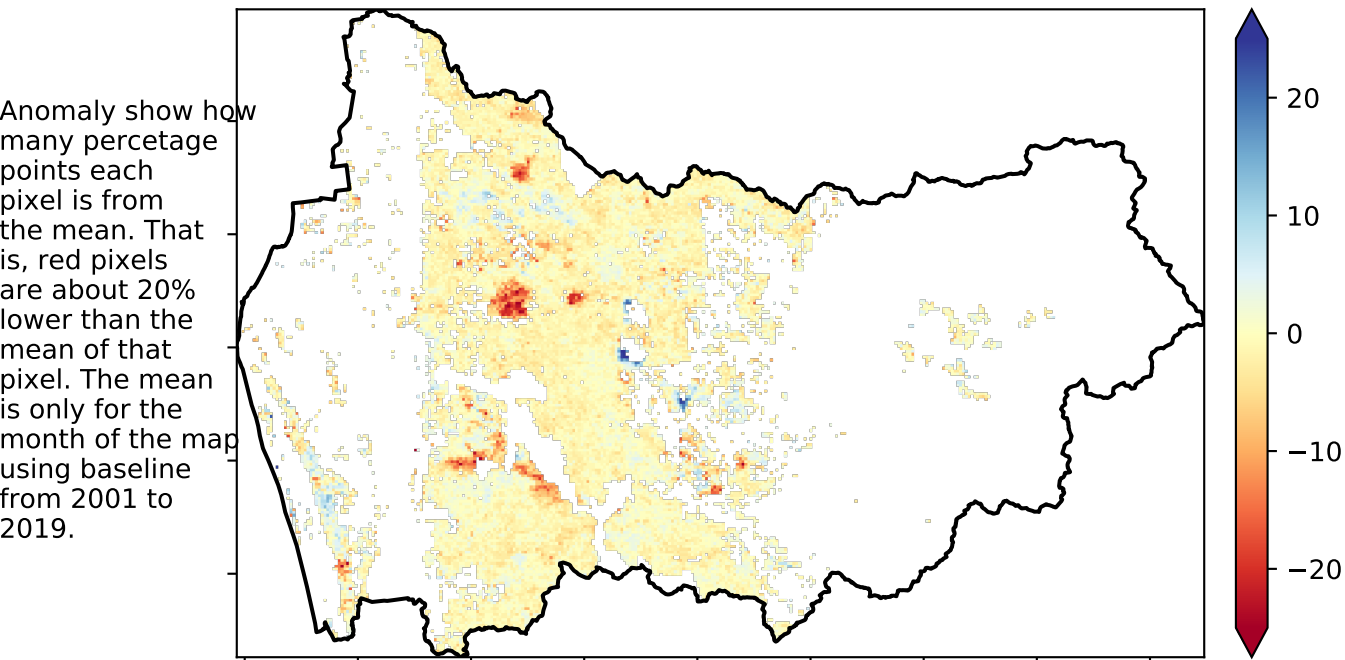 Anomaly show how
many percetage
points each
pixel is from
the mean. That
is, red pixels
are about 20%
lower than the
mean of that
pixel. The mean
is only for the
month of the map
using baseline
from 2001 to
2019.
20
10
0
−10
−20